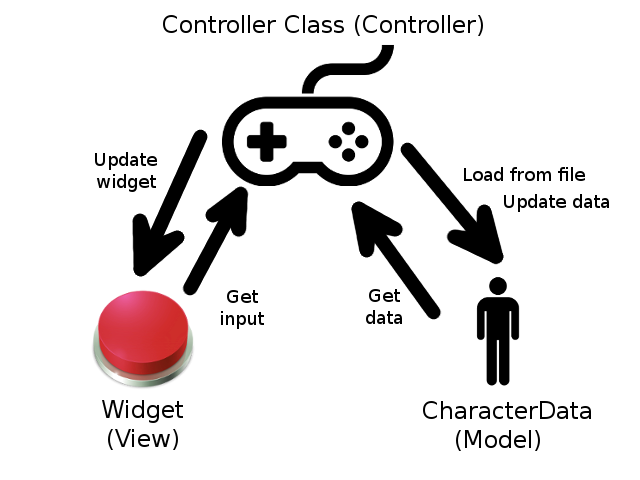 Controller Class (Controller)
Update
widget
Load from file
Update data
Get
input
Get
data
Widget
(View)
CharacterData
(Model)